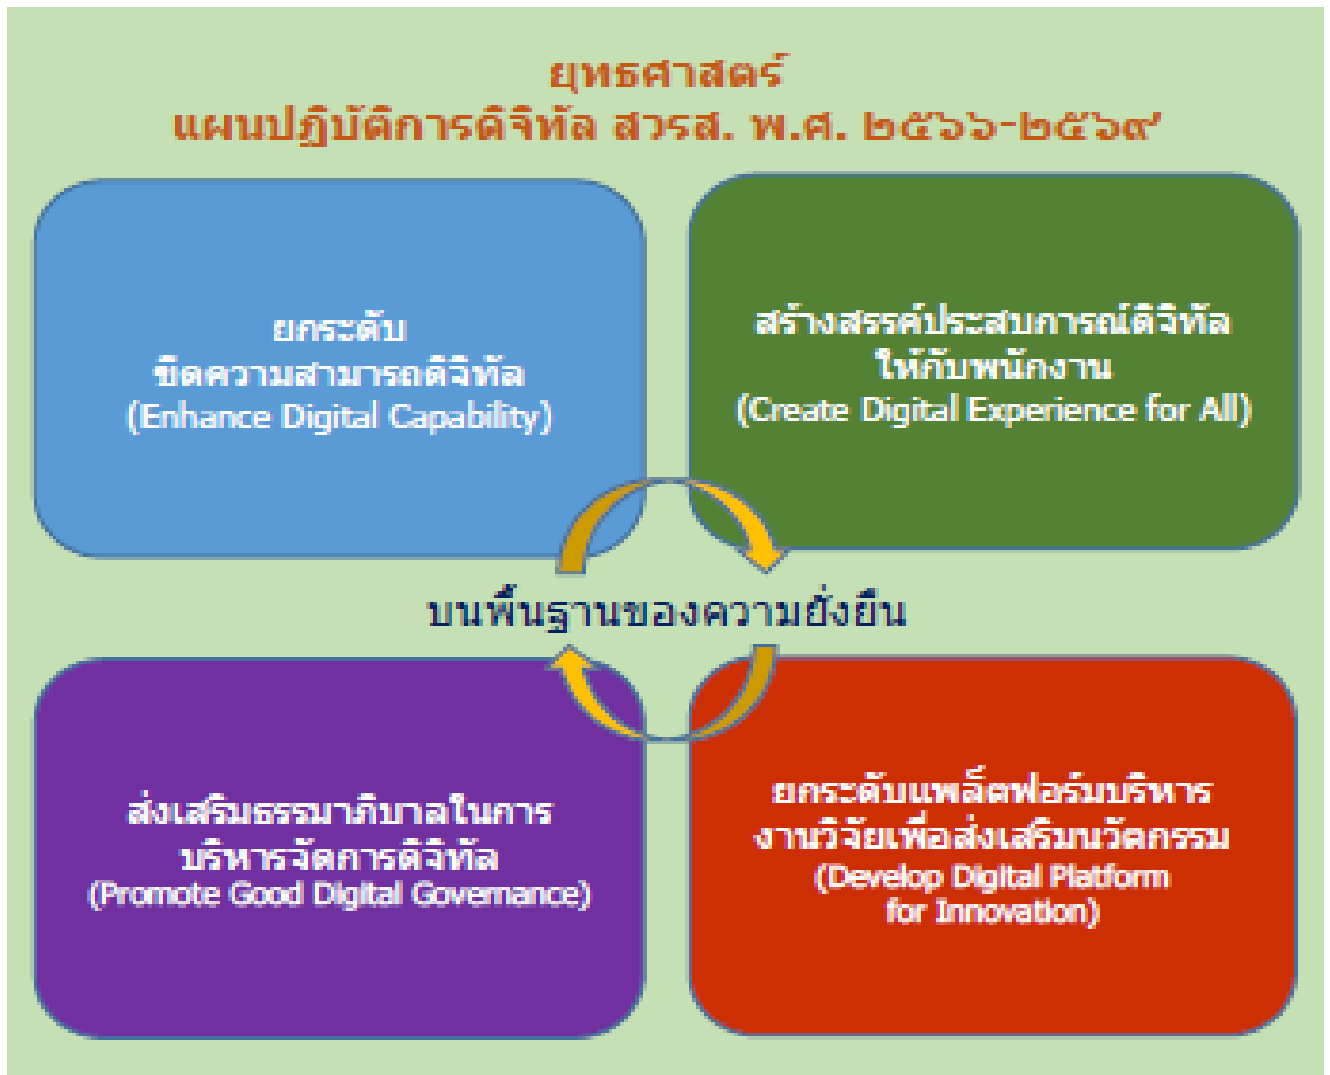 ยุทธศาสตร์
แผนปฏิบัติการดิจิทัล สวรส. พ.ศ. ๒๕๖๖-๒๕๖๙
ยกระดับ
ขีดความสามารถดิจิทัล
(Enhance Digital Capability)
สร้างสรรค์ประสบการณ์ดิจิทัล
ให้กับพนักงาน
(Create Digital Experience for All)
บนพื้นฐานของความยั่งยืน
ส่งเสริมธรรมาภิบาลในการ
บริหารจัดการดิจิทัล
(Promote Good Digital Governance)
ยกระดับแพล็ตฟอร์มบริหาร
งานวิจัยเพื่อส่งเสริมนวัตกรรม
(Develop Digital Platform
for Innovation)